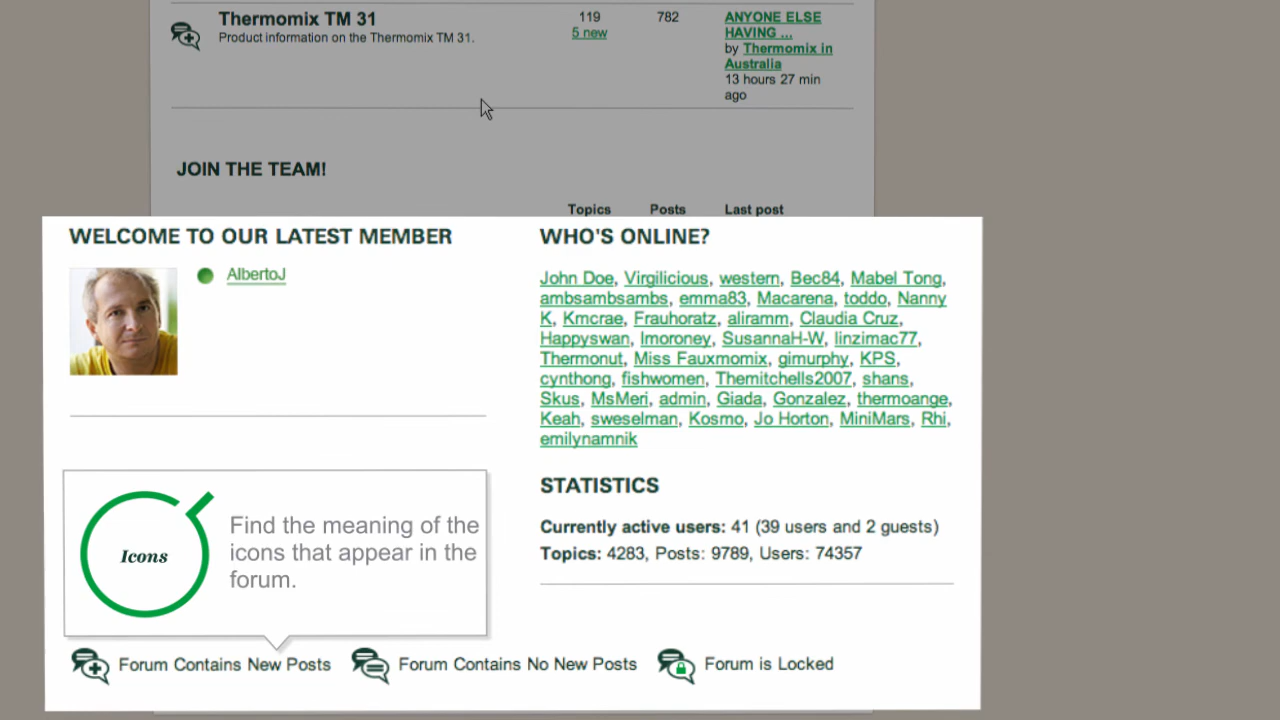 Thermomix TM 31
Product information on the Thermomix TM 31.
119
5 new
782
ANYONE ELSE
HAVING ...
by Thermomix in
Australia
13 hours 27 min
ago
JOIN THE TEAM!
Topics
Posts
Last post
WELCOME TO OUR LATEST MEMBER
AlbertoJ
WHO'S ONLINE?
John Doe, Virgilicious, western, Bec84, Mabel Tong,
ambsambsambs, emma83, Macarena, toddo, Nanny
K, Kmcrae, Frauhoratz, aliramm, Claudia Cruz,
Happyswan, lmoroney, SusannaH-W, linzimac77,
Thermonut, Miss Fauxmomix, gimurphy, KPS,
cynthong, fishwomen, Themitchells2007, shans,
Skus, MsMeri, admin, Giada, Gonzalez, thermoange,
Keah, sweselman, Kosmo, Jo Horton, MiniMars, Rhi,
emilynamnik
STATISTICS
Currently active users: 41 (39 users and 2 guests)
Topics: 4283, Posts: 9789, Users: 74357
Icons
Find the meaning of the
icons that appear in the
forum.
Forum Contains New Posts
Forum Contains No New Posts
Forum is Locked